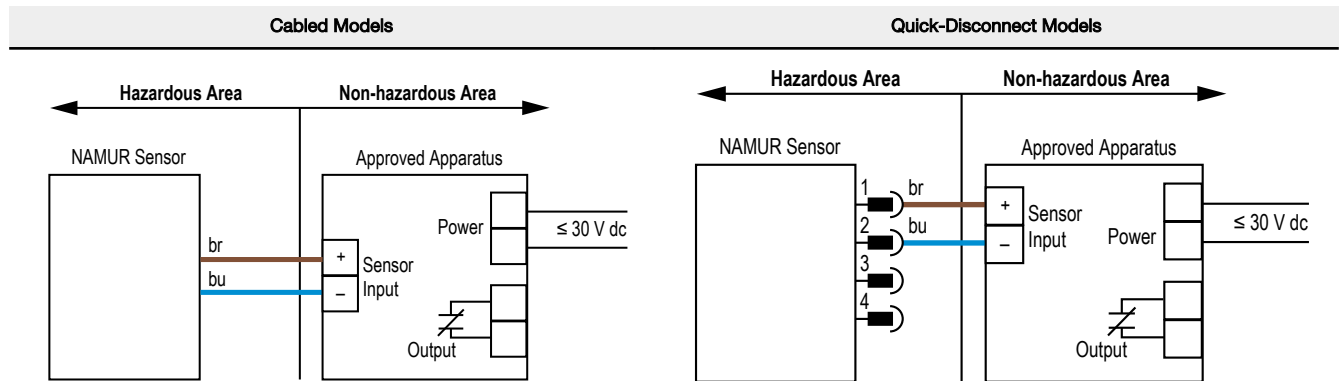 Cabled Models
Quick-Disconnect Models
Hazardous Area
Non-hazardous Area
NAMUR Sensor
Approved Apparatus
Power
≤ 30 V dc
br
bu
+
–
Sensor
Input
Output
Hazardous Area
Non-hazardous Area
NAMUR Sensor
Approved Apparatus
1
br
2
bu
3
4
+
–
Sensor
Input
Power
≤ 30 V dc
Output